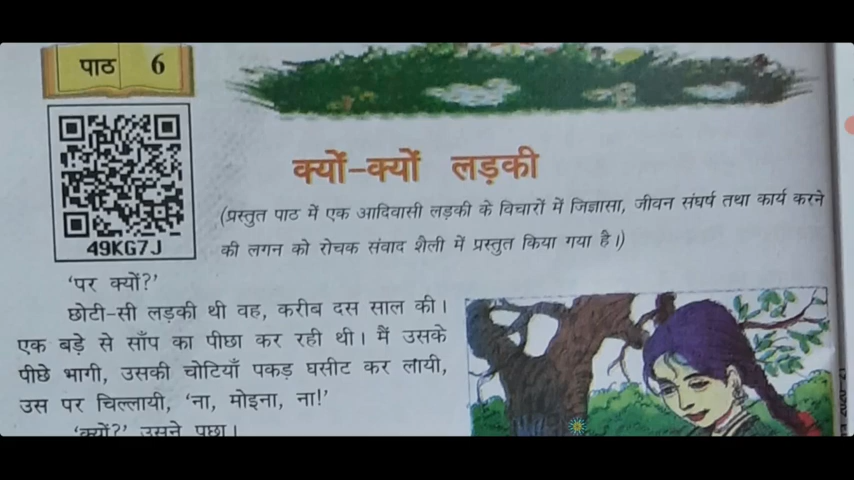 पाठ 6
49KG7J
क्यों-क्यों लड़की
(प्रस्तुत पाठ में एक आदिवासी लड़की के विचारों में जिज्ञासा, जीवन संघर्ष तथा कार्य करने
की लगन को रोचक संवाद शैली में प्रस्तुत किया गया है।)
‘पर क्यों?’
छोटी-सी लड़की थी वह, करीब दस साल की।
एक बड़े से साँप का पीछा कर रही थी। मैं उसके
पीछे भागी, उसकी चोटियाँ पकड़ घसीट कर लायी,
उस पर चिल्लायी, ‘ना, मोइना, ना!’
‘क्यों?’ उसने पूछा।